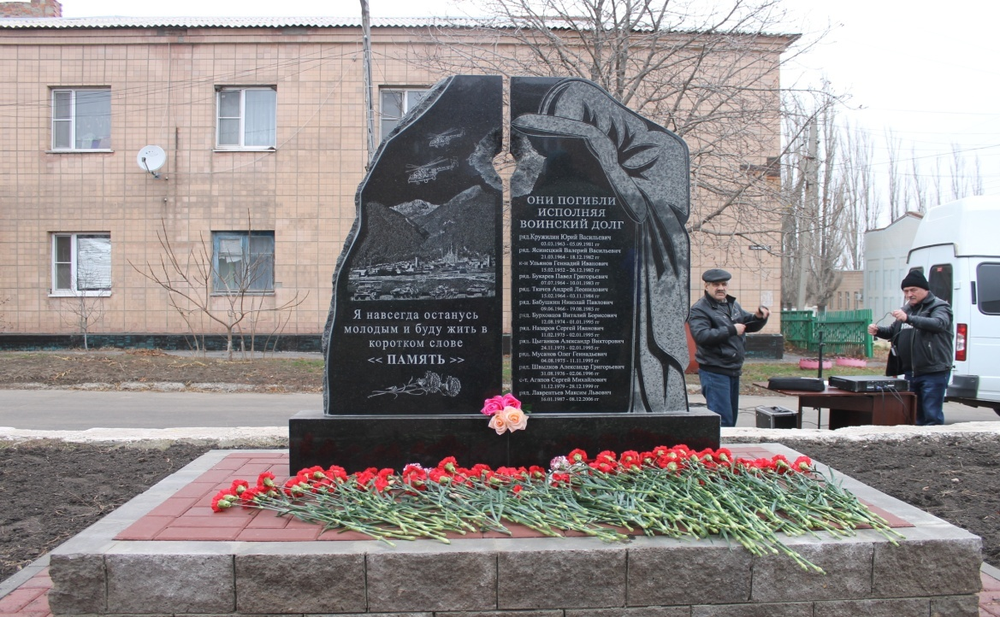 Я навсегда останусь
молодым и буду жить в
коротком слове
<< ПАМЯТЬ >>
ОНИ ПОГИБЛИ
ИСПОЛНЯЯ
ВОИНСКИЙ ДОЛГ
ряд. Кружилин Юрий Васильевич
03.03.1963 - 05.09.1981 гг
ряд. Ясинецкий Валерий Васильевич
21.03.1964 - 18.12.1982 гг
к-н Ульянов Геннадий Иванович
15.02.1952 - 26.12.1982 гг
ряд. Букарев Павел Григорьевич
07.07.1964 - 10.01.1983 гг
ряд. Ткачев Андрей Леонидович
15.02.1964 - 03.11.1984 гг
ряд. Бабушкин Николай Павлович
09.06.1966 - 19.08.1985 гг
ряд. Бурховцов Виталий Борисович
12.08.1974 - 01.01.1995 гг
ряд. Назаров Сергей Иванович
11.02.1975 - 02.01.1995 гг
ряд. Цыганков Александр Викторович
24.11.1975 - 02.01.1995 гг
ряд. Мусапов Олег Геннадьевич
04.08.1975 - 11.11.1995 гг
ряд. Швыдков Александр Григорьевич
31.08.1976 - 02.06.1996 гг
с-т. Агапов Сергей Михайлович
11.12.1979 - 28.12.1999 гг
ряд. Лаврентьев Максим Львович
16.01.1987 - 08.12.2006 гг